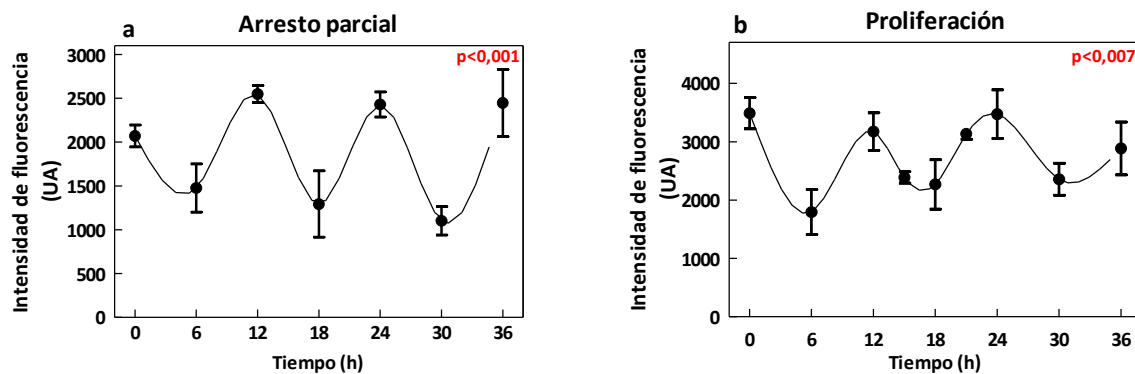 a
Arresto parcial
p<0,001
Intensidad de fluorescencia
(UA)
3000
2500
2000
1500
1000
500
0
0 6 12 18 24 30 36
Tiempo (h)
b
Proliferación
p<0,007
Intensidad de fluorescencia
(UA)
4000
3000
2000
1000
0
0 6 12 18 24 30 36
Tiempo (h)